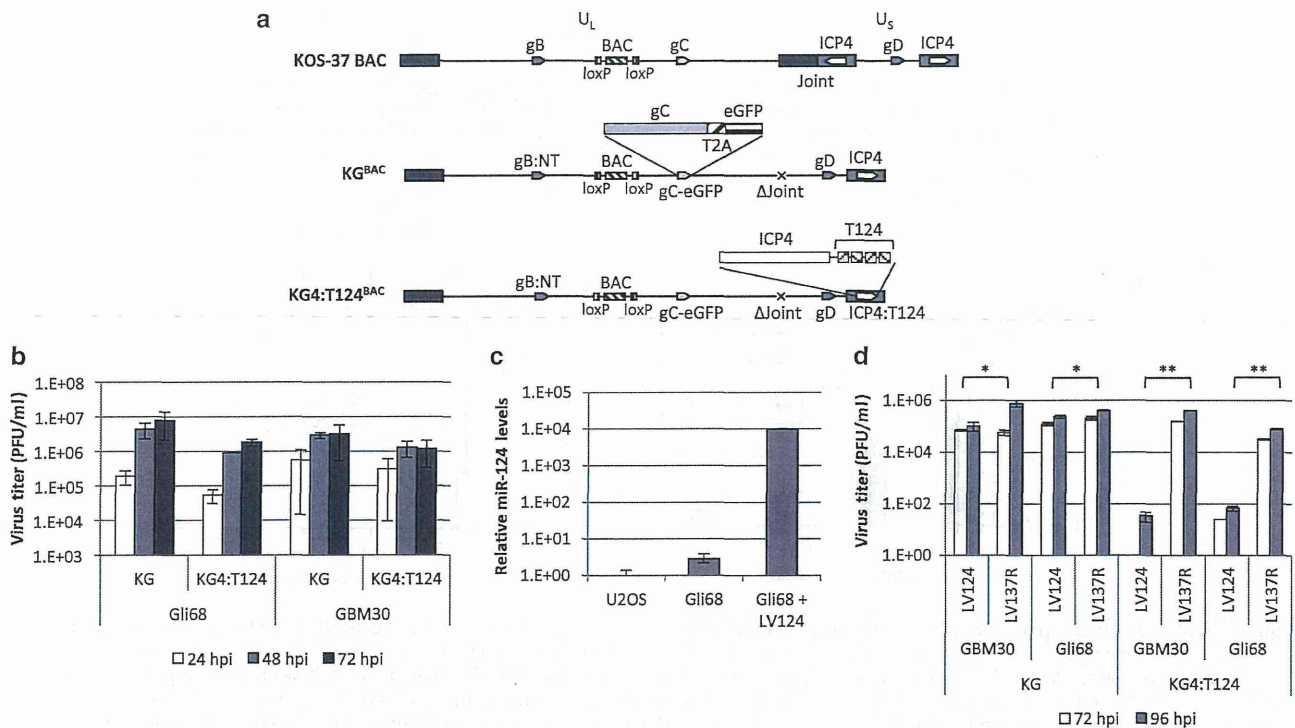 a
U_L U_S
gB BAC gC ICP4 gD ICP4
KOS-37 BAC
loxP loxP Joint
gC eGFP
T2A
gB:NT BAC gD ICP4
KG^BAC
loxP loxP gC-eGFP ΔJoint
T124
ICP4
gB:NT BAC
KG4:T124^BAC
loxP loxP gC-eGFP ΔJoint gD ICP4:T124
b
Virus titer (PFU/ml)
1.E+08
1.E+07
1.E+06
1.E+05
1.E+04
1.E+03
KG KG4:T124 KG KG4:T124
Gli68 GBM30
24 hpi 48 hpi 72 hpi
c
Relative miR-124 levels
1.E+05
1.E+04
1.E+03
1.E+02
1.E+01
1.E+00
U2OS Gli68 Gli68 +
LV124
d
* * ** **
Virus titer (PFU/ml)
1.E+06
1.E+04
1.E+02
1.E+00
LV124 LV137R LV124 LV137R LV124 LV137R LV124 LV137R
GBM30 Gli68 GBM30 Gli68
KG KG4:T124
72 hpi 96 hpi